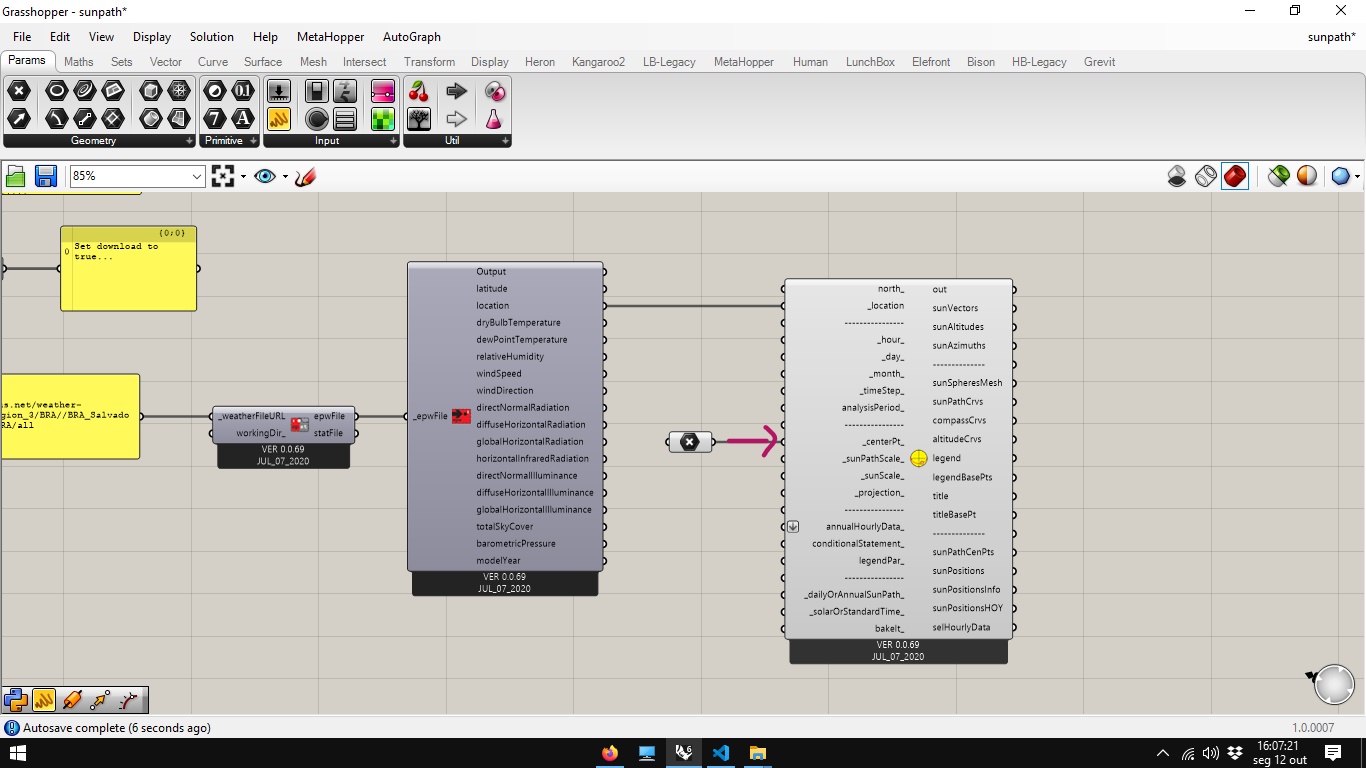 Grasshopper - sunpath*
File Edit View Display Solution Help MetaHopper AutoGraph sunpath*
Params Maths Sets Vector Curve Surface Mesh Intersect Transform Display Heron Kangaroo2 LB-Legacy MetaHopper Human LunchBox Elefront Bison HB-Legacy Grevit
Geometry Primitive Input Util
85%
{0;0}
0 Set download to
true...
is.net/weather-
gion_3/BRA//BRA_Salvado
RA/all
_weatherFileURL epwFile
workingDir_ statFile
VER 0.0.69
JUL_07_2020
_epwFile
Output
latitude
location
dryBulbTemperature
dewPointTemperature
relativeHumidity
windSpeed
windDirection
directNormalRadiation
diffuseHorizontalRadiation
globalHorizontalRadiation
horizontalInfraredRadiation
directNormalIlluminance
diffuseHorizontalIlluminance
globalHorizontalIlluminance
totalSkyCover
barometricPressure
modelYear
VER 0.0.69
JUL_07_2020
north_
_location
----------------
_hour_
_day_
_month_
_timeStep_
analysisPeriod_
----------------
_centerPt_
_sunPathScale_
_sunScale_
_projection_
----------------
annualHourlyData_
conditionalStatement_
legendPar_
----------------
_dailyOrAnnualSunPath_
_solarOrStandardTime_
bakeIt_
out
sunVectors
sunAltitudes
sunAzimuths
--------------
sunSpheresMesh
sunPathCrvs
compassCrvs
altitudeCrvs
legend
legendBasePts
title
titleBasePt
--------------
sunPathCenPts
sunPositions
sunPositionsInfo
sunPositionsHOY
selHourlyData
VER 0.0.69
JUL_07_2020
Autosave complete (6 seconds ago) 1.0.0007
16:07:21
seg 12 out